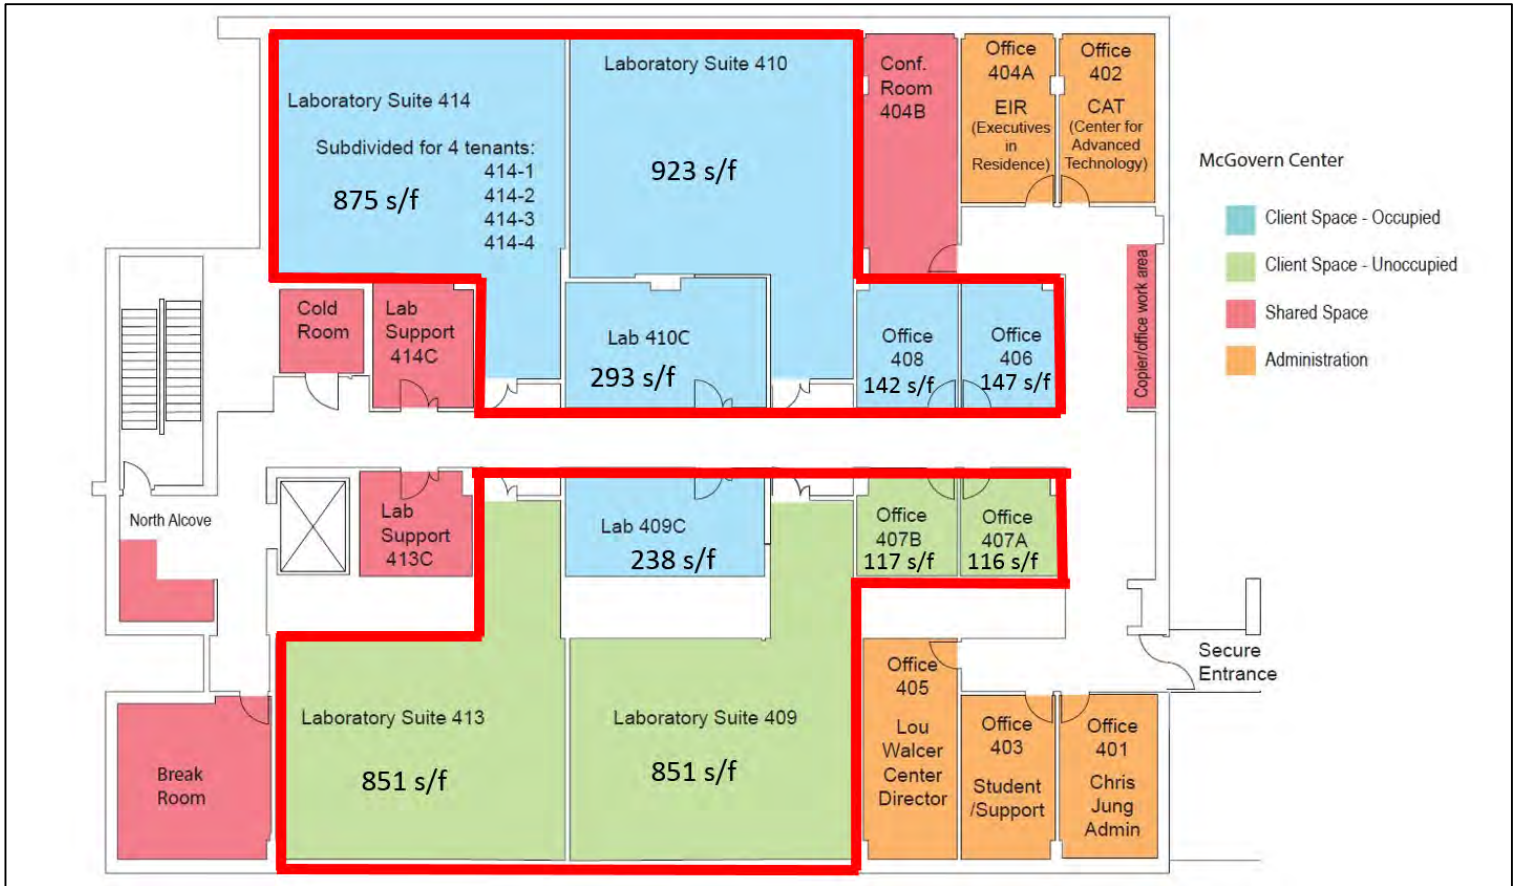 Laboratory Suite 414
Subdivided for 4 tenants:
414-1
414-2
414-3
414-4
875 s/f
Laboratory Suite 410
923 s/f
Conf.
Room
404B
Office
404A
EIR
(Executives
in
Residence)
Office
402
CAT
(Center for
Advanced
Technology)
McGovern Center
Client Space - Occupied
Client Space - Unoccupied
Shared Space
Administration
Cold
Room
Lab
Support
414C
Lab 410C
293 s/f
Office
408
142 s/f
Office
406
147 s/f
Copier/office work area
North Alcove
Lab
Support
413C
Lab 409C
238 s/f
Office
407B
117 s/f
Office
407A
116 s/f
Secure
Entrance
Break
Room
Laboratory Suite 413
851 s/f
Laboratory Suite 409
851 s/f
Office
405
Lou
Walcer
Center
Director
Office
403
Student
/Support
Office
401
Chris
Jung
Admin